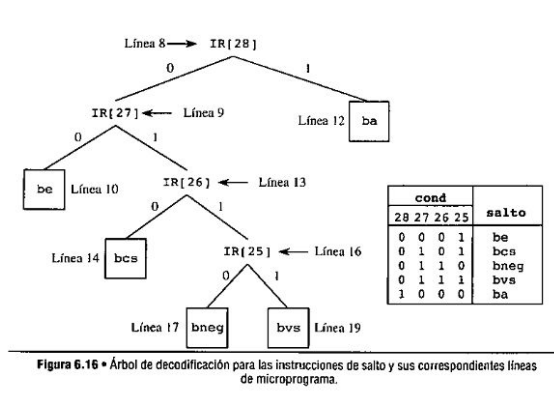 Línea 8 IR[28]
0 1
IR[27] Línea 9
Línea 12 ba
0 1
be Línea 10
IR[26] Línea 13
0 1
Línea 14 bcs
IR[25] Línea 16
0 1
Línea 17 bneg bvs Línea 19
cond salto
28 27 26 25
0 0 0 1 be
0 1 0 1 bcs
0 1 1 0 bneg
0 1 1 1 bvs
1 0 0 0 ba
Figura 6.16 • Árbol de decodificación para las instrucciones de salto y sus correspondientes líneas
de microprograma.